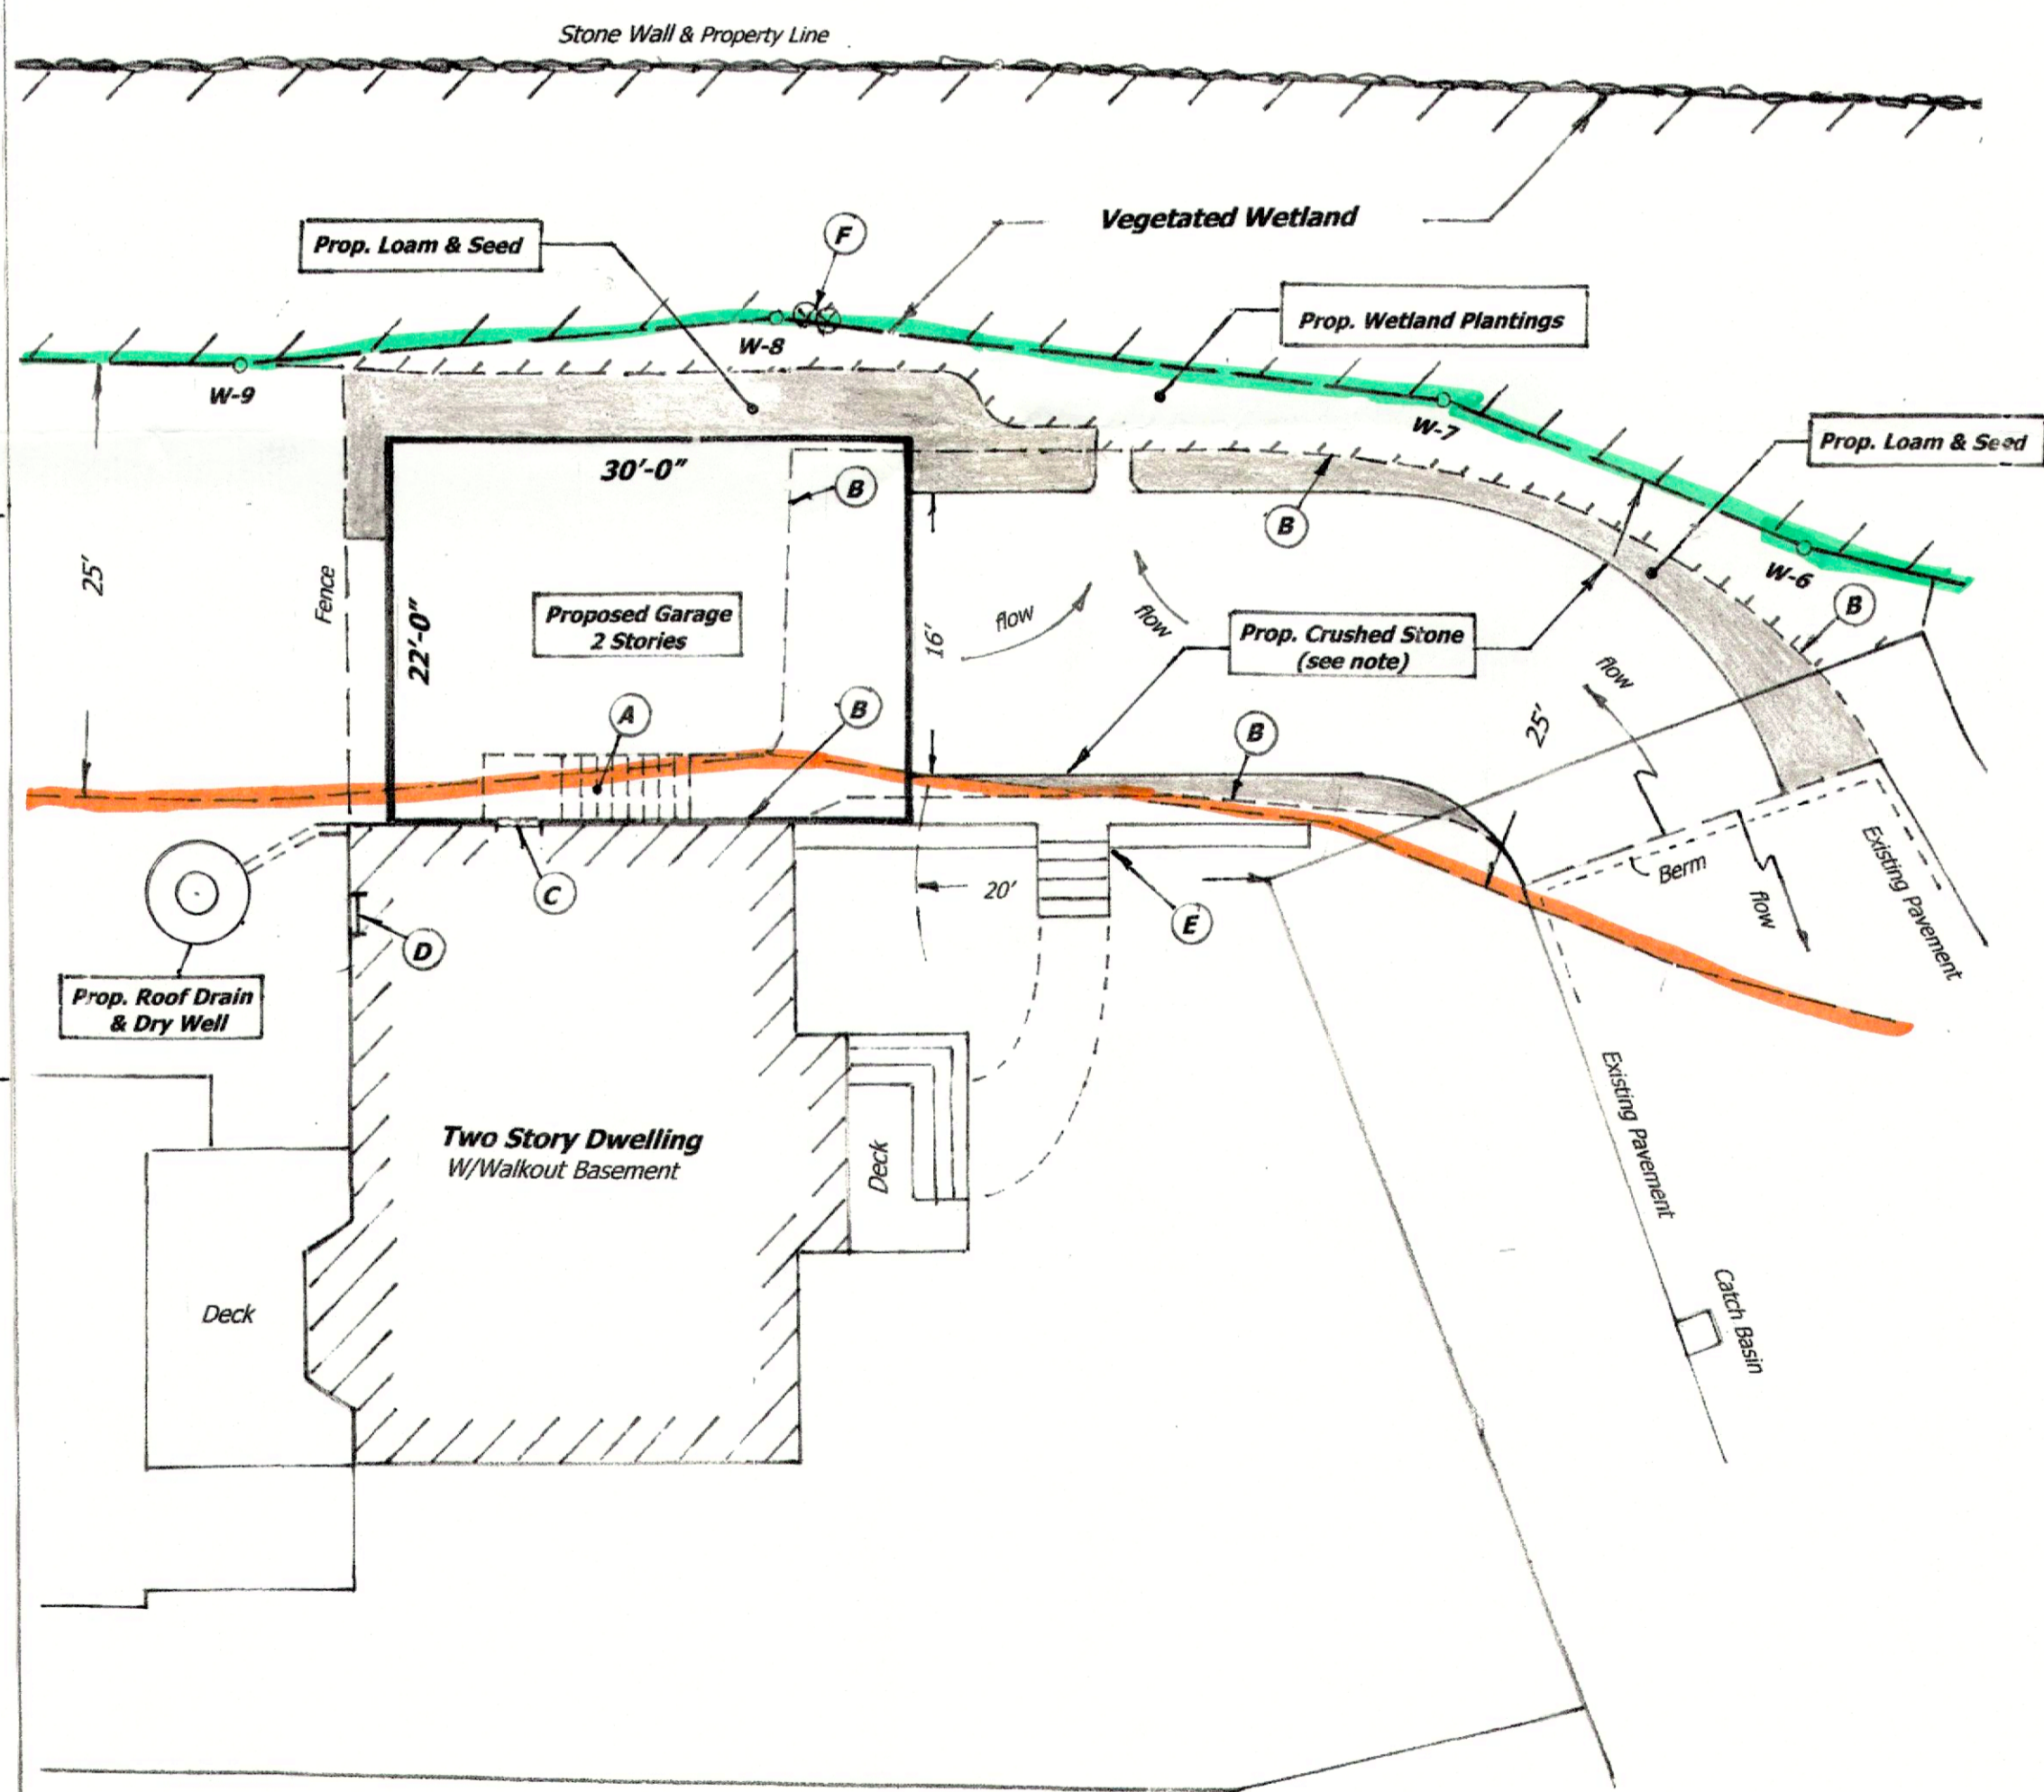 Stone Wall & Property Line
Vegetated Wetland
F
Prop. Loam & Seed
Prop. Wetland Plantings
W-8
W-9
W-7
Prop. Loam & Seed
30'-0"
B
B
25'
Fence
22'-0"
Proposed Garage
2 Stories
16'
flow
flow
Prop. Crushed Stone
(see note)
W-6
B
flow
A
B
B
25'
C
D
20'
E
Berm
flow
Existing Pavement
Prop. Roof Drain
& Dry Well
Two Story Dwelling
W/Walkout Basement
Deck
Existing Pavement
Deck
Catch Basin